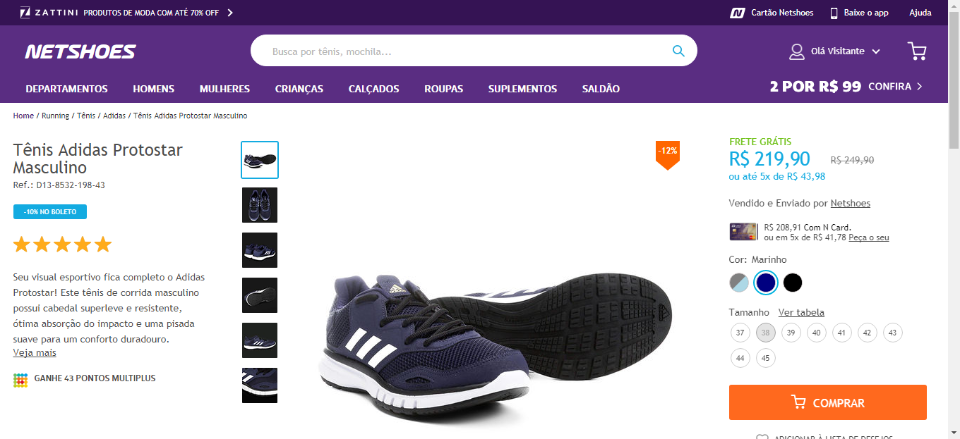 ZATTINI PRODUTOS DE MODA COM ATÉ 70% OFF
Cartão Netshoes
Baixe o app
Ajuda
NETSHOES
Busca por tênis, mochila...
Olá Visitante
DEPARTAMENTOS HOMENS MULHERES CRIANÇAS CALÇADOS ROUPAS SUPLEMENTOS SALDÃO
2 POR R$ 99 CONFIRA
Home / Running / Tênis / Adidas / Tênis Adidas Protostar Masculino
Tênis Adidas Protostar
Masculino
Ref.: D13-8532-198-43
-10% NO BOLETO
Seu visual esportivo fica completo o Adidas
Protostar! Este tênis de corrida masculino
possui cabedal superleve e resistente,
ótima absorção do impacto e uma pisada
suave para um conforto duradouro.
Veja mais
GANHE 43 PONTOS MULTIPLUS
-12%
FRETE GRÁTIS
R$ 219,90 R$ 249,90
ou até 5x de R$ 43,98
Vendido e Enviado por Netshoes
R$ 208,91 Com N Card.
ou em 5x de R$ 41,78 Peça o seu
Cor: Marinho
Tamanho Ver tabela
37 38 39 40 41 42 43
44 45
COMPRAR
ADICIONAR À LISTA DE DESEJOS